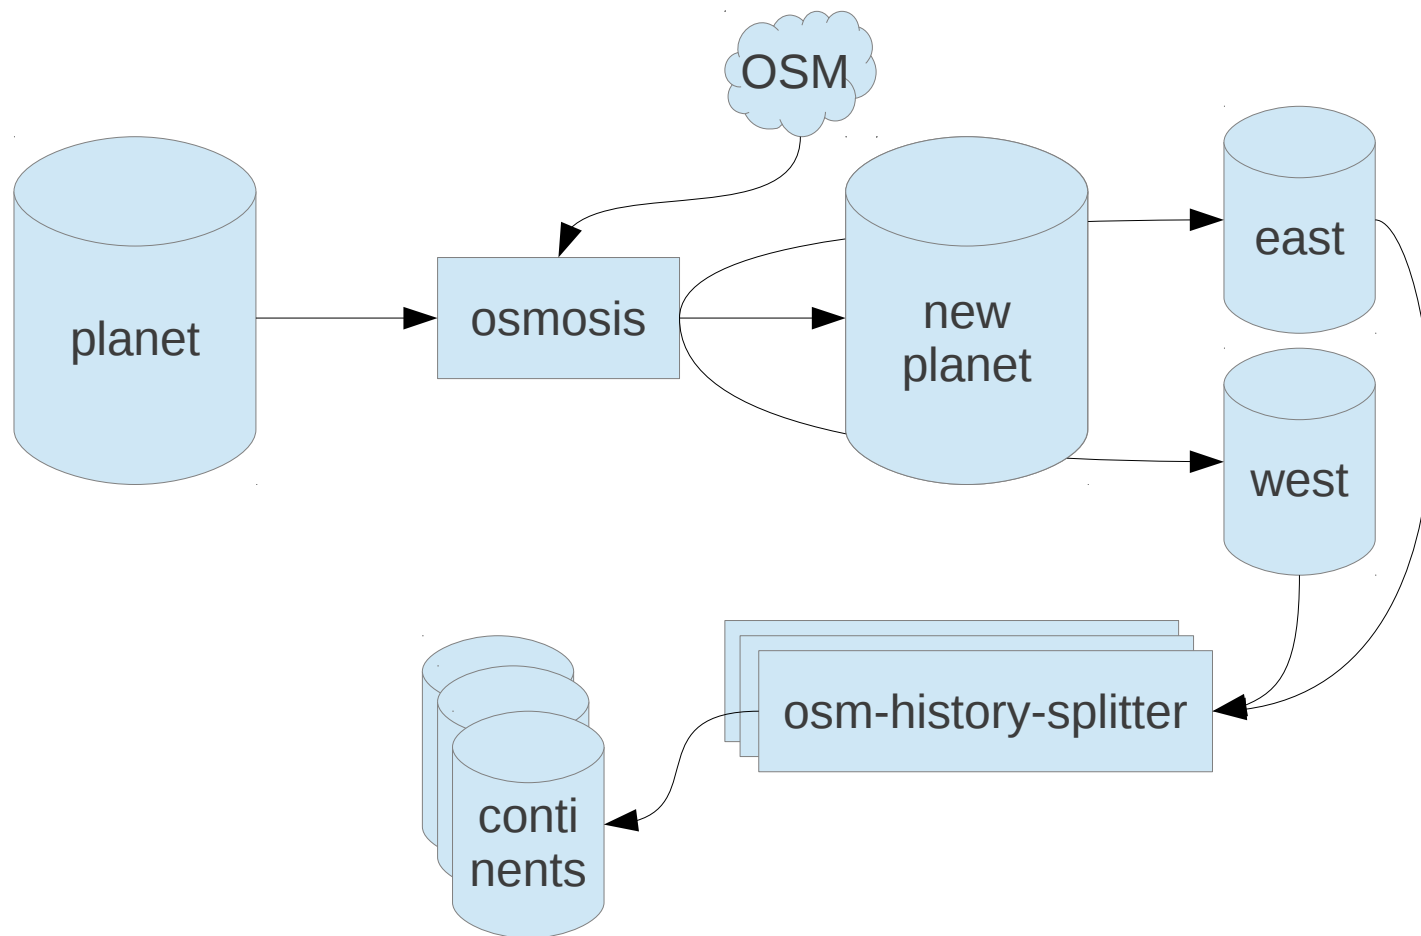 OSM
planet
osmosis
new
planet
east
west
osm-history-splitter
conti
nents